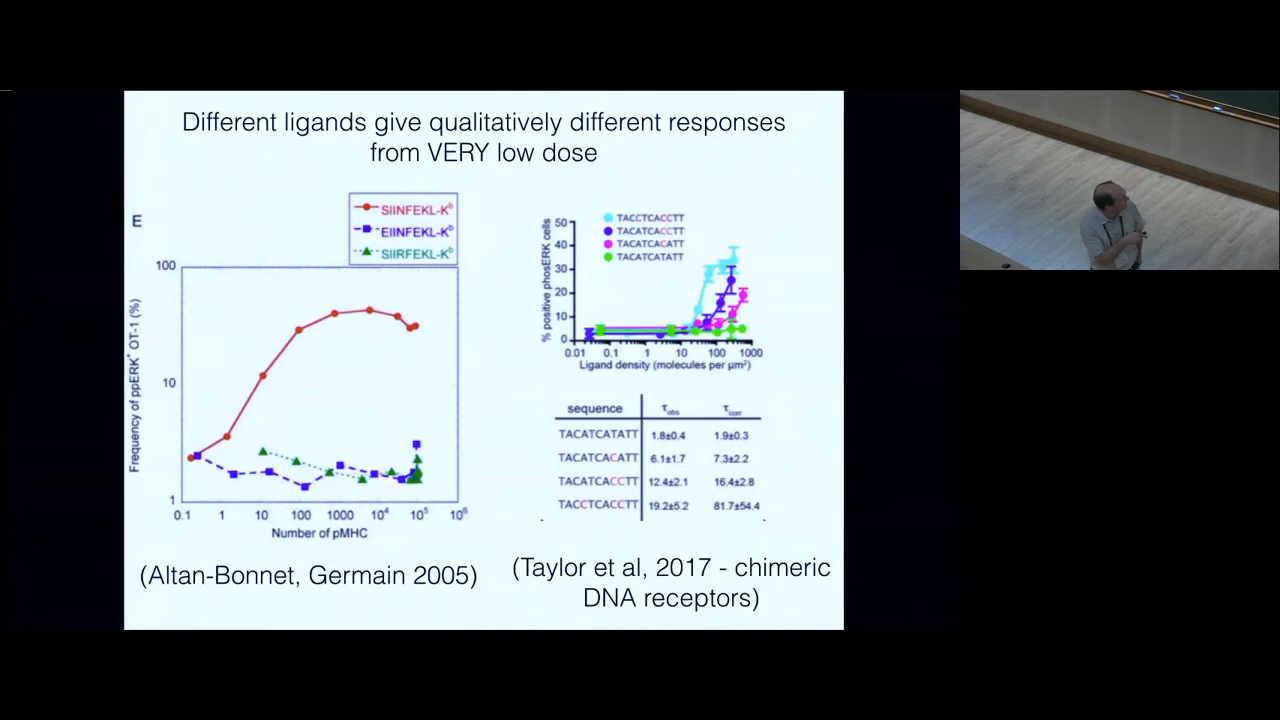 Different ligands give qualitatively different responses
from VERY low dose
E
SIINFEKL-Kᵇ
EIINFEKL-Kᵇ
SIIRFEKL-Kᵇ
100
10
1
Frequency of ppERK⁺ OT-1 (%)
0.1 1 10 100 1000 10⁴ 10⁵ 10⁶
Number of pMHC
(Altan-Bonnet, Germain 2005)
TACCTCACCTT
TACATCACCTT
TACATCACATT
TACATCATATT
% positive phosERK cells
50
40
30
20
10
0
0.01 0.1 1 10 100 1000
Ligand density (molecules per μm²)
sequence τobs τcorr
TACATCATATT 1.8±0.4 1.9±0.3
TACATCACATT 6.1±1.7 7.3±2.2
TACATCACCTT 12.4±2.1 16.4±2.8
TACCTCACCTT 19.2±5.2 81.7±54.4
(Taylor et al, 2017 - chimeric
DNA receptors)